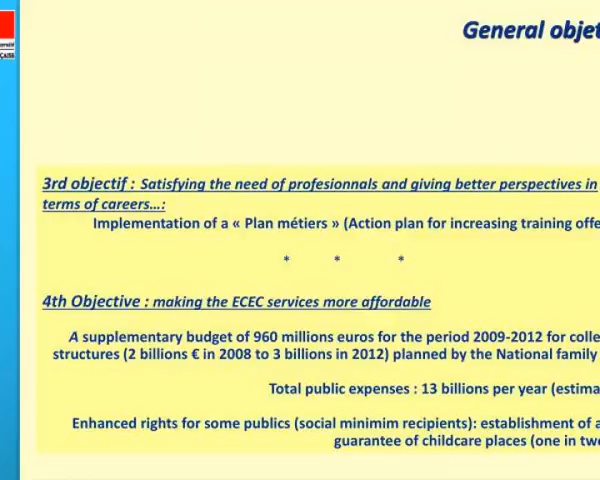 General objet
3rd objectif : Satisfying the need of profesionnals and giving better perspectives in
terms of careers…:
Implementation of a « Plan métiers » (Action plan for increasing training offe
* * *
4th Objective : making the ECEC services more affordable
A supplementary budget of 960 millions euros for the period 2009-2012 for colle
structures (2 billions € in 2008 to 3 billions in 2012) planned by the National family
Total public expenses : 13 billions per year (estima
Enhanced rights for some publics (social minimim recipients): establishment of a
guarantee of childcare places (one in two